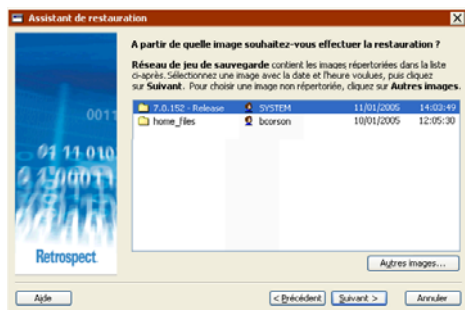 Assistant de restauration
A partir de quelle image souhaitez-vous effectuer la restauration ?
Réseau de jeu de sauvegarde contient les images répertoriées dans la liste
ci-après. Sélectionnez une image avec la date et l'heure voulues, puis cliquez
sur Suivant. Pour choisir une image non répertoriée, cliquez sur Autres images.
7.0.152 - Release SYSTEM 11/01/2005 14:03:49
home_files bcorson 10/01/2005 12:05:30
Retrospect
Autres images...
Aide
< Précédent
Suivant >
Annuler